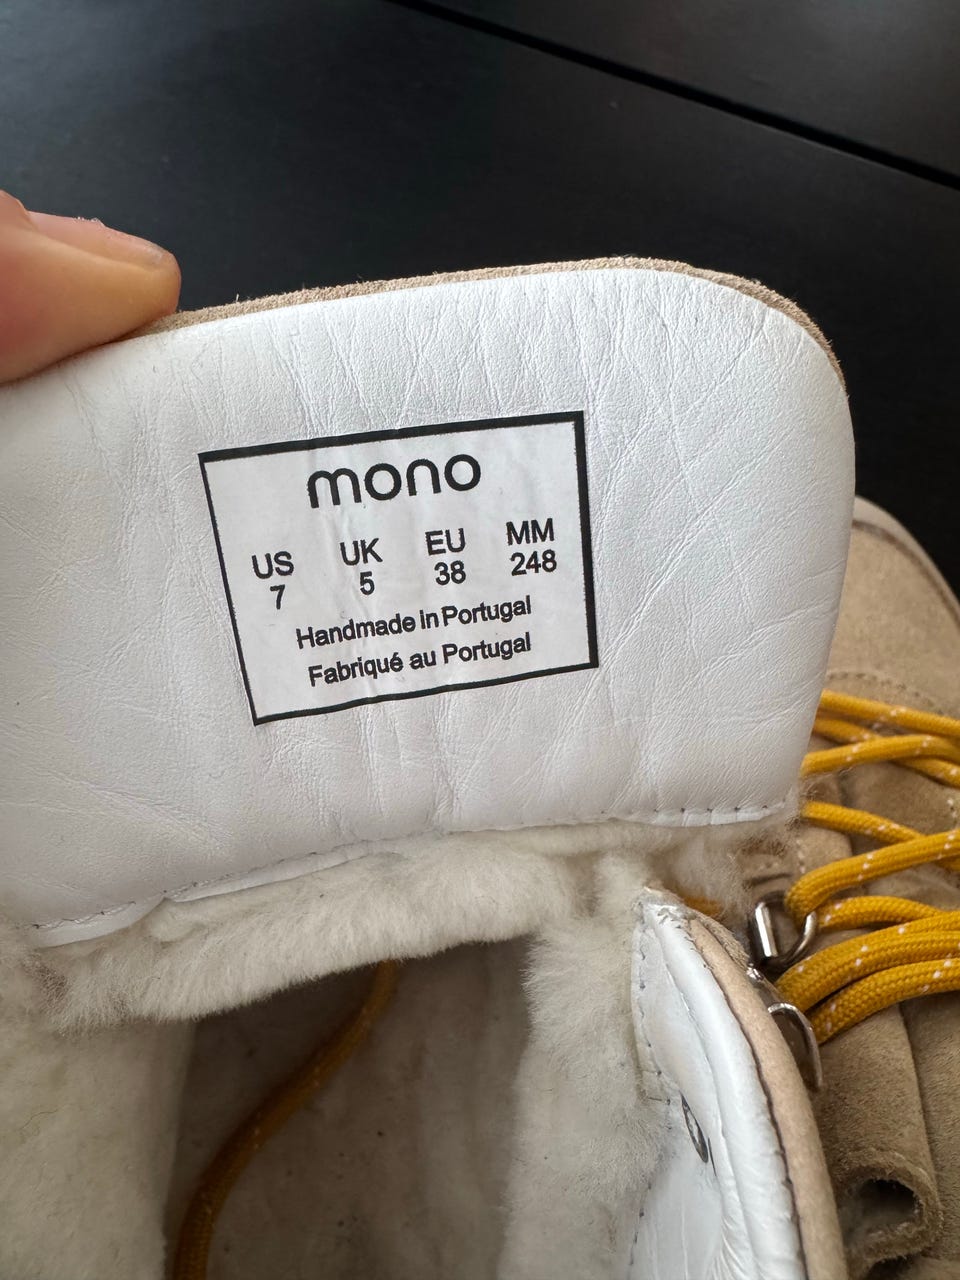 mono
US UK EU MM
7 5 38 248
Handmade in Portugal
Fabriqué au Portugal